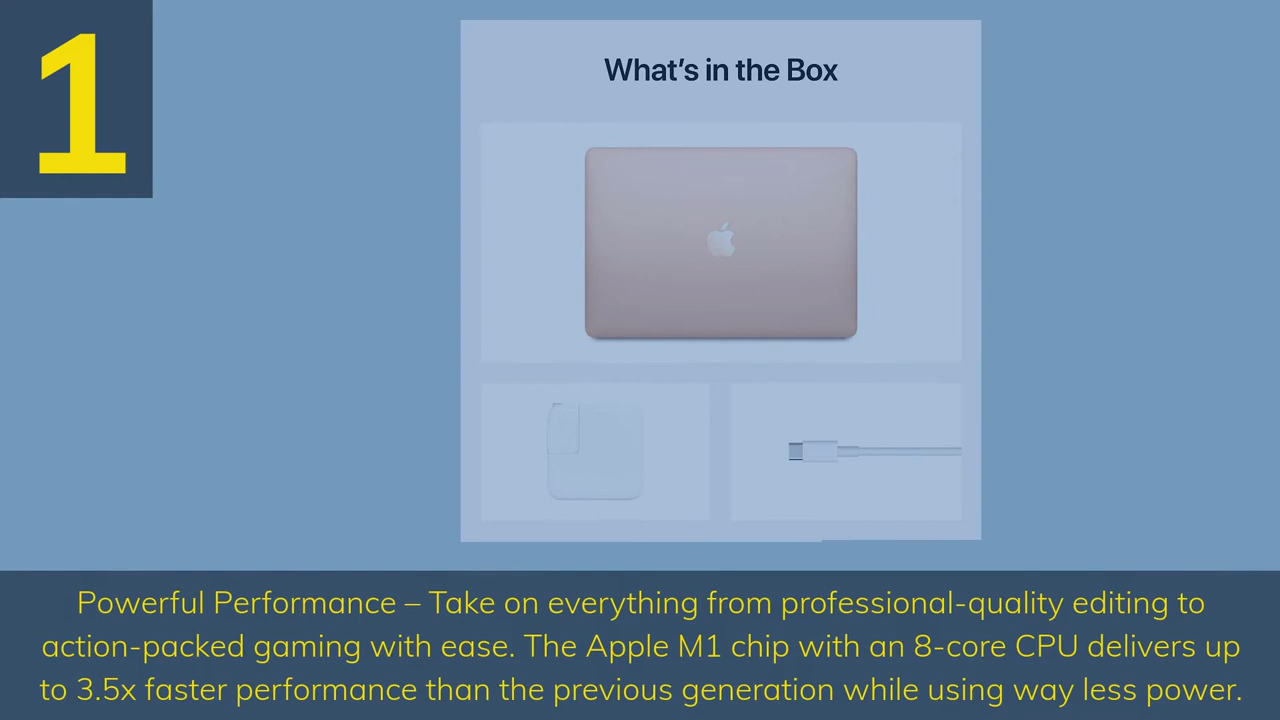 1
What's in the Box
Powerful Performance – Take on everything from professional-quality editing to
action-packed gaming with ease. The Apple M1 chip with an 8-core CPU delivers up
to 3.5x faster performance than the previous generation while using way less power.